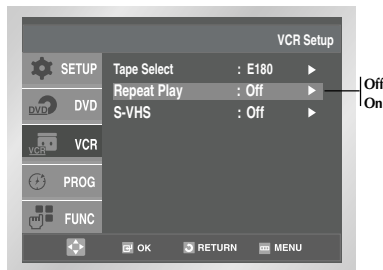 VCR Setup
SETUP
Tape Select : E180 ►
Repeat Play : Off ►
Off
On
DVD DVD
S-VHS : Off ►
VCR VCR
PROG
FUNC
OK RETURN MENU